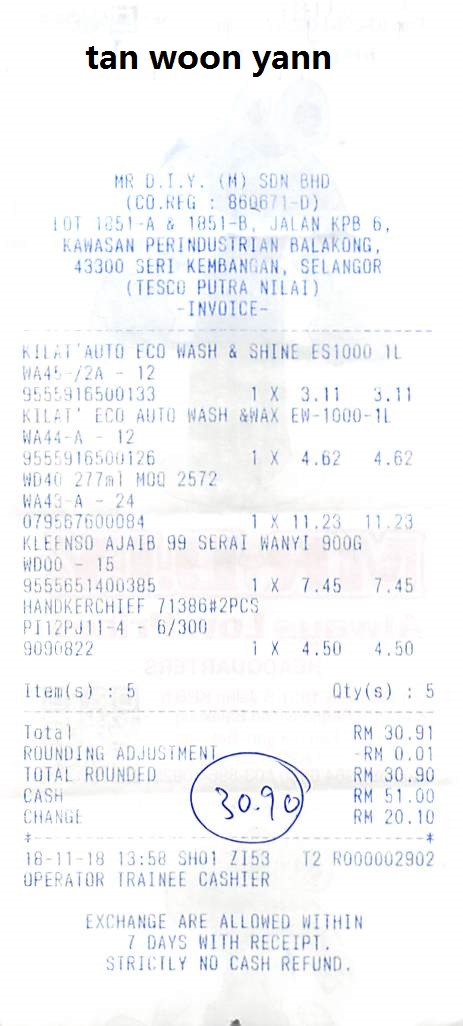 tan woon yann
MR D.I.Y. (M) SDN BHD
(CO.REG : 860671-D)
LOT 1851-A & 1851-B, JALAN KPB 6,
KAWASAN PERINDUSTRIAN BALAKONG,
43300 SERI KEMBANGAN, SELANGOR
(TESCO PUTRA NILAI)
-INVOICE-
KILAT'AUTO ECO WASH & SHINE ES1000 1L
WA45-/2A - 12
9555916500133 1 X 3.11 3.11
KILAT' ECO AUTO WASH &WAX EW-1000-1L
WA44-A - 12
9555916500126 1 X 4.62 4.62
WD40 277ml MOQ 2572
WA43-A - 24
079567600084 1 X 11.23 11.23
KLEENSO AJAIB 99 SERAI WANYI 900G
WD00 - 15
9555651400385 1 X 7.45 7.45
HANDKERCHIEF 71386#2PCS
PI12PJ11-4 - 6/300
9090822 1 X 4.50 4.50
Item(s) : 5 Qty(s) : 5
Total RM 30.91
ROUNDING ADJUSTMENT -RM 0.01
TOTAL ROUNDED RM 30.90
CASH RM 51.00
CHANGE RM 20.10
30.90
18-11-18 13:58 SH01 ZI53 T2 R000002902
OPERATOR TRAINEE CASHIER
EXCHANGE ARE ALLOWED WITHIN
7 DAYS WITH RECEIPT.
STRICTLY NO CASH REFUND.